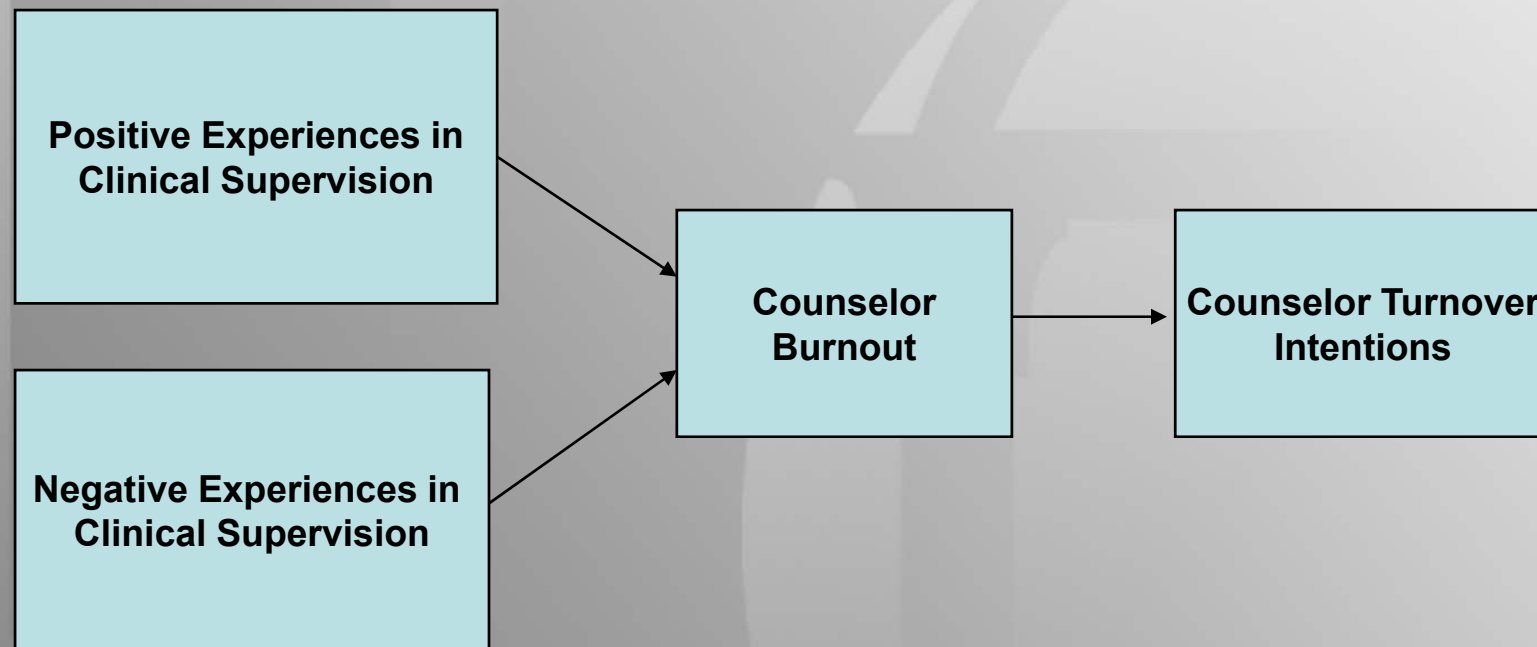 Positive Experiences in
Clinical Supervision
Negative Experiences in
Clinical Supervision
Counselor
Burnout
Counselor Turnover
Intentions